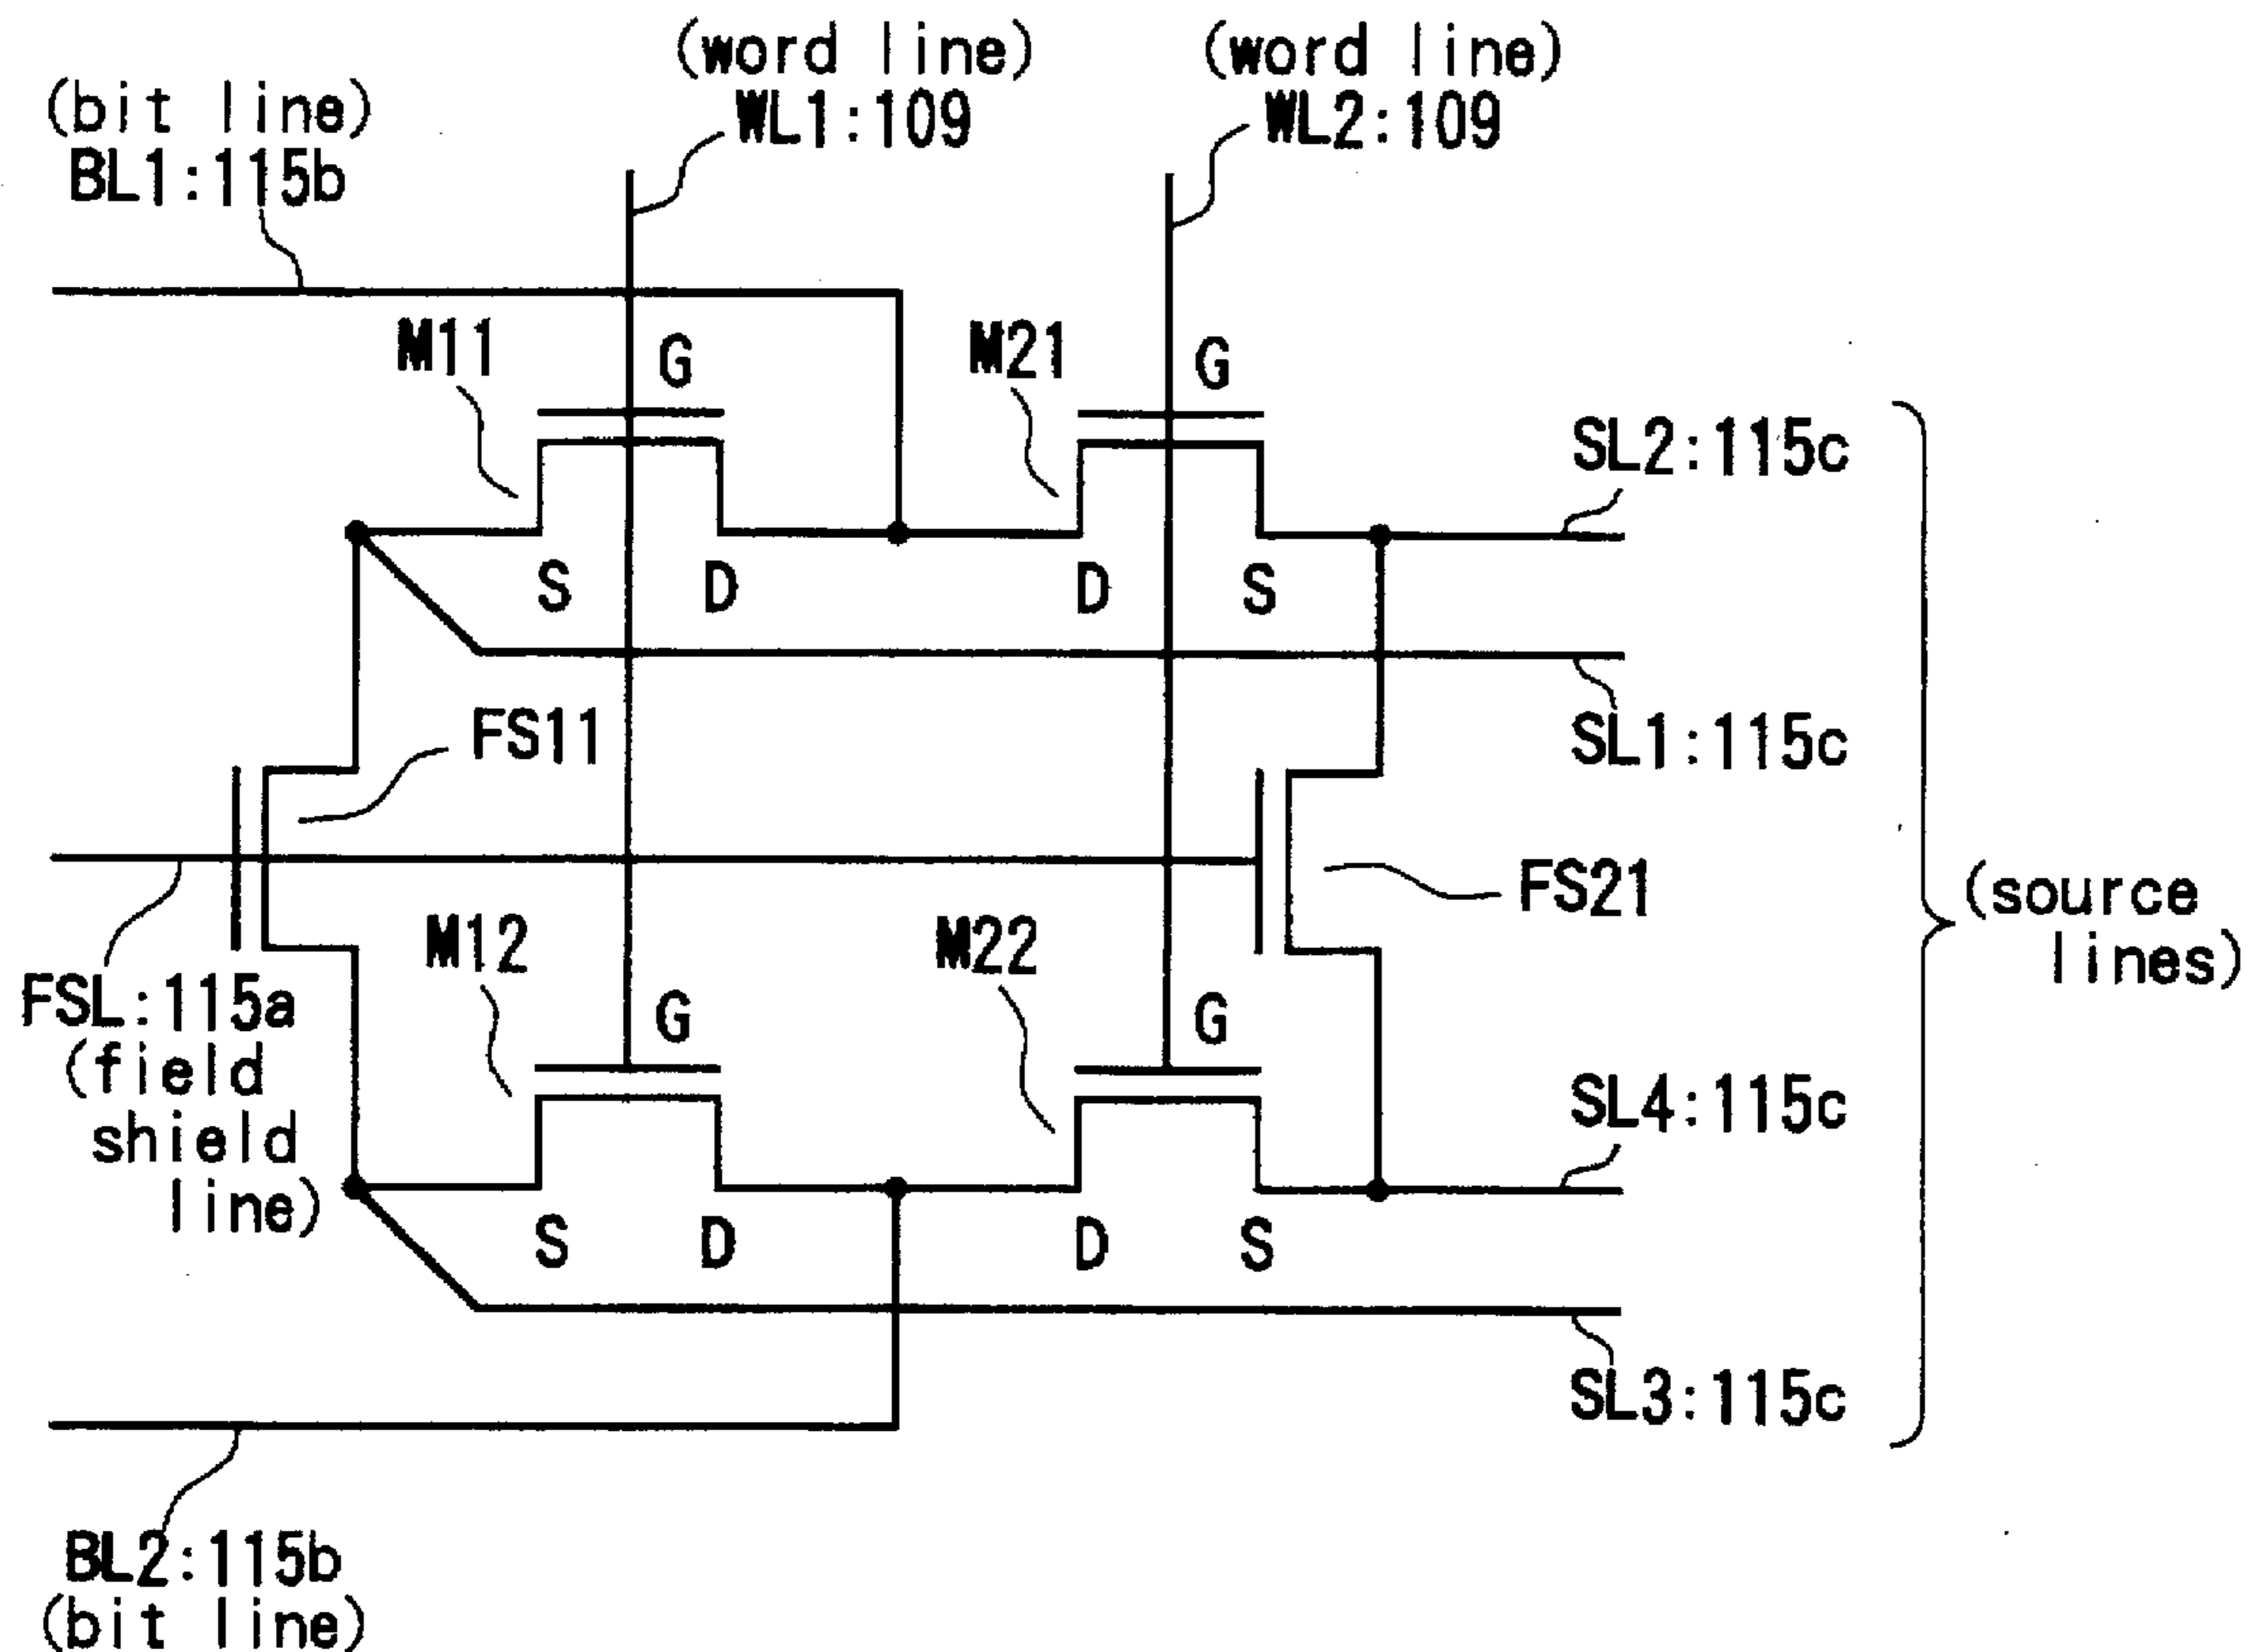 (word line)
WL1:109
(word line)
WL2:109
(bit line)
BL1:115b
M11
G
M21
G
SL2:115c
S
D
D
S
SL1:115c
FS11
FS21
(source
lines)
M12
M22
FSL:115a
(field
shield
line)
G
G
SL4:115c
S
D
D
S
SL3:115c
BL2:115b
(bit line)